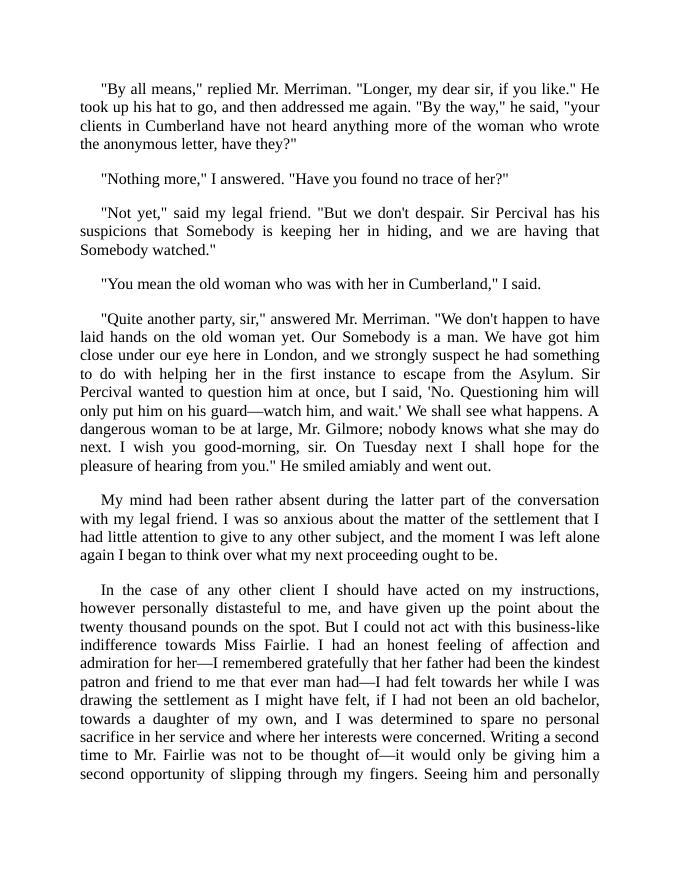 "By all means," replied Mr. Merriman. "Longer, my dear sir, if you like." He
took up his hat to go, and then addressed me again. "By the way," he said, "your
clients in Cumberland have not heard anything more of the woman who wrote
the anonymous letter, have they?"
"Nothing more," I answered. "Have you found no trace of her?"
"Not yet," said my legal friend. "But we don't despair. Sir Percival has his
suspicions that Somebody is keeping her in hiding, and we are having that
Somebody watched."
"You mean the old woman who was with her in Cumberland," I said.
"Quite another party, sir," answered Mr. Merriman. "We don't happen to have
laid hands on the old woman yet. Our Somebody is a man. We have got him
close under our eye here in London, and we strongly suspect he had something
to do with helping her in the first instance to escape from the Asylum. Sir
Percival wanted to question him at once, but I said, 'No. Questioning him will
only put him on his guard—watch him, and wait.' We shall see what happens. A
dangerous woman to be at large, Mr. Gilmore; nobody knows what she may do
next. I wish you good-morning, sir. On Tuesday next I shall hope for the
pleasure of hearing from you." He smiled amiably and went out.
My mind had been rather absent during the latter part of the conversation
with my legal friend. I was so anxious about the matter of the settlement that I
had little attention to give to any other subject, and the moment I was left alone
again I began to think over what my next proceeding ought to be.
In the case of any other client I should have acted on my instructions,
however personally distasteful to me, and have given up the point about the
twenty thousand pounds on the spot. But I could not act with this business-like
indifference towards Miss Fairlie. I had an honest feeling of affection and
admiration for her—I remembered gratefully that her father had been the kindest
patron and friend to me that ever man had—I had felt towards her while I was
drawing the settlement as I might have felt, if I had not been an old bachelor,
towards a daughter of my own, and I was determined to spare no personal
sacrifice in her service and where her interests were concerned. Writing a second
time to Mr. Fairlie was not to be thought of—it would only be giving him a
second opportunity of slipping through my fingers. Seeing him and personally